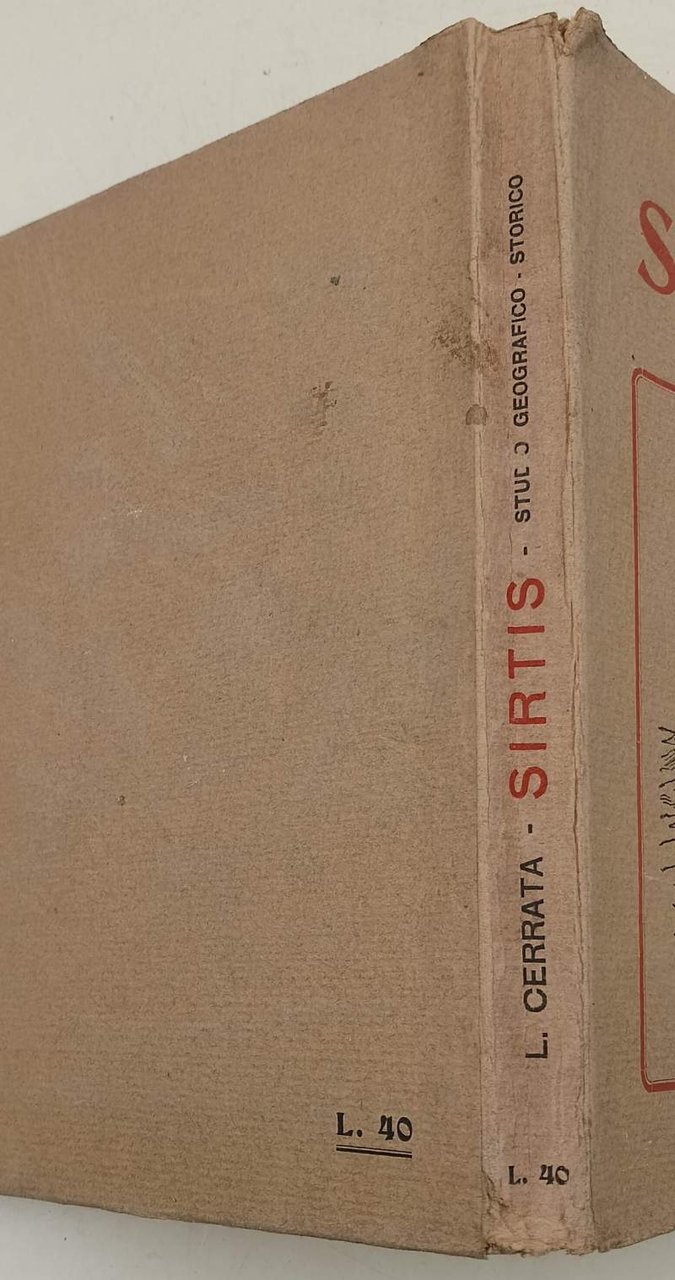 L. 40
L. CERRATA - SIRTIS - STUDIO GEOGRAFICO - STORICO
L. 40
S